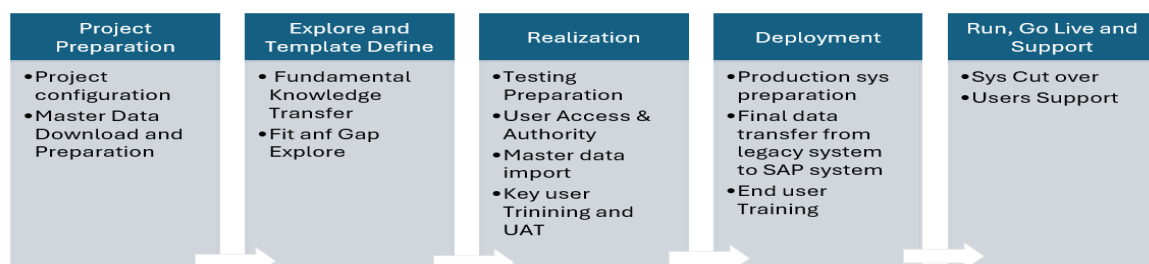 Project
Preparation
•Project
configuration
•Master Data
Download and
Preparation
Explore and
Template Define
• Fundamental
Knowledge
Transfer
•Fit anf Gap
Explore
Realization
•Testing
Preparation
•User Access &
Authority
•Master data
import
•Key user
Trinining and
UAT
Deployment
•Production sys
preparation
•Final data
transfer from
legacy system
to SAP system
•End user
Training
Run, Go Live and
Support
•Sys Cut over
•Users Support